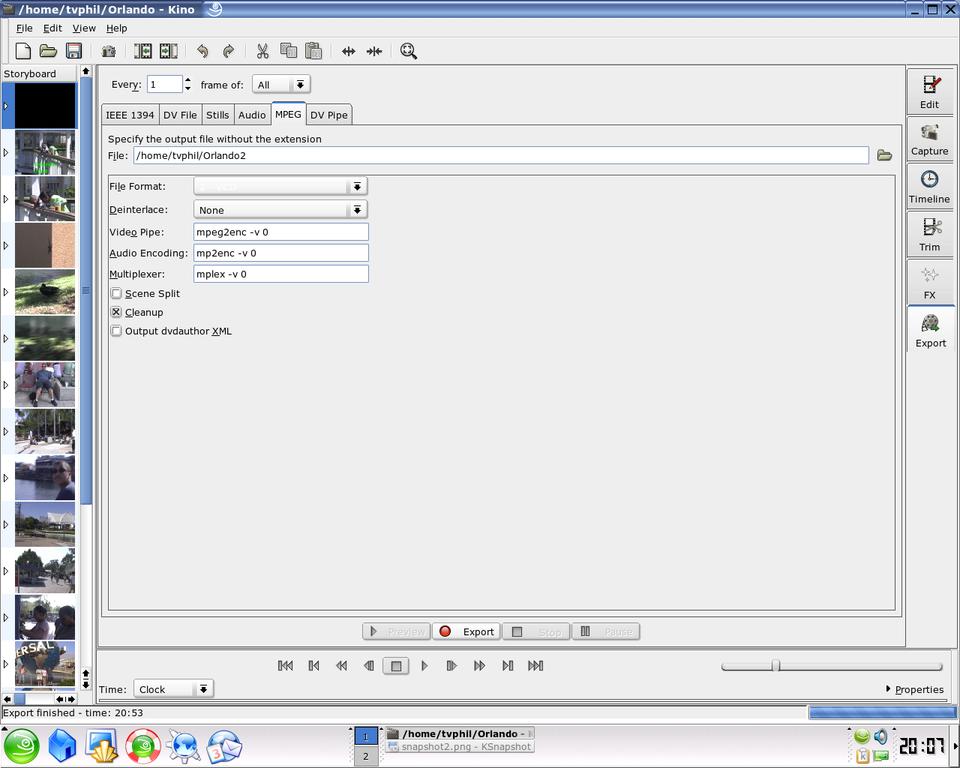 /home/tvphil/Orlando - Kino
File Edit View Help
Storyboard
Every: 1 frame of: All
IEEE 1394 DV File Stills Audio MPEG DV Pipe
Specify the output file without the extension
File: /home/tvphil/Orlando2
File Format:
Deinterlace: None
Video Pipe: mpeg2enc -v 0
Audio Encoding: mp2enc -v 0
Multiplexer: mplex -v 0
Scene Split
Cleanup
Output dvdauthor XML
Edit
Capture
Timeline
Trim
FX
Export
Preview Export Stop Pause
Time: Clock Properties
Export finished - time: 20:53
1 /home/tvphil/Orlando -
2 snapshot2.png - KSnapshot
3
20:07